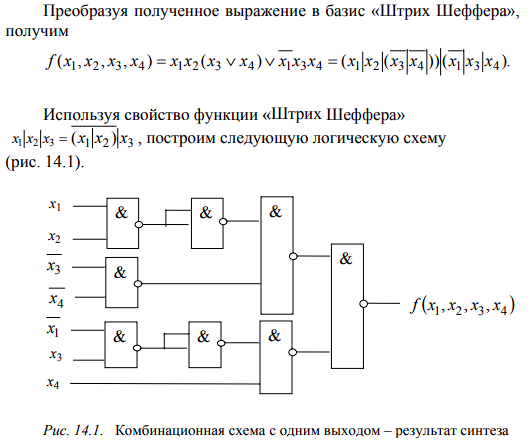 Преобразуя полученное выражение в базис «Штрих Шеффера»,
получим
f(x₁, x₂, x₃, x₄) = x₁x₂(x₃ ∨ x₄) ∨ x̅₁x₃x₄ = (x₁|x₂|(x̅₃|x̅₄))|(x̅₁|x₃|x₄).
Используя свойство функции «Штрих Шеффера»
x₁|x₂|x₃ = \overline{(x₁|x₂)}|x₃ , построим следующую логическую схему
(рис. 14.1).
x₁
& & &
x₂
&
x̅₃
&
x̅₄
f(x₁, x₂, x₃, x₄)
x̅₁
& & &
x₃
x₄
Рис. 14.1. Комбинационная схема с одним выходом – результат синтеза